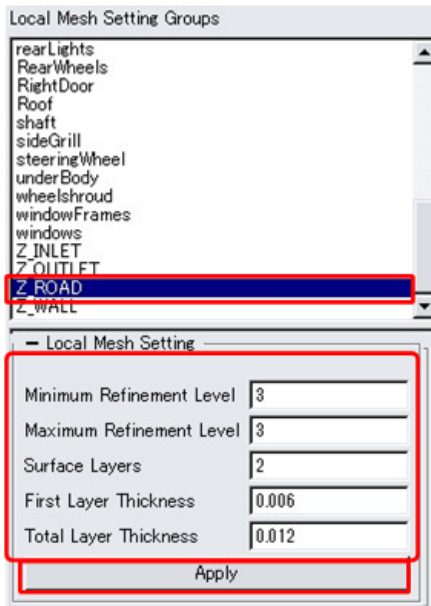 Local Mesh Setting Groups
rearLights
RearWheels
RightDoor
Roof
shaft
sideGrill
steeringWheel
underBody
wheelshroud
windowFrames
windows
Z_INLET
Z_OUTLET
Z_ROAD
Z_WALL
Local Mesh Setting
Minimum Refinement Level 3
Maximum Refinement Level 3
Surface Layers 2
First Layer Thickness 0.006
Total Layer Thickness 0.012
Apply